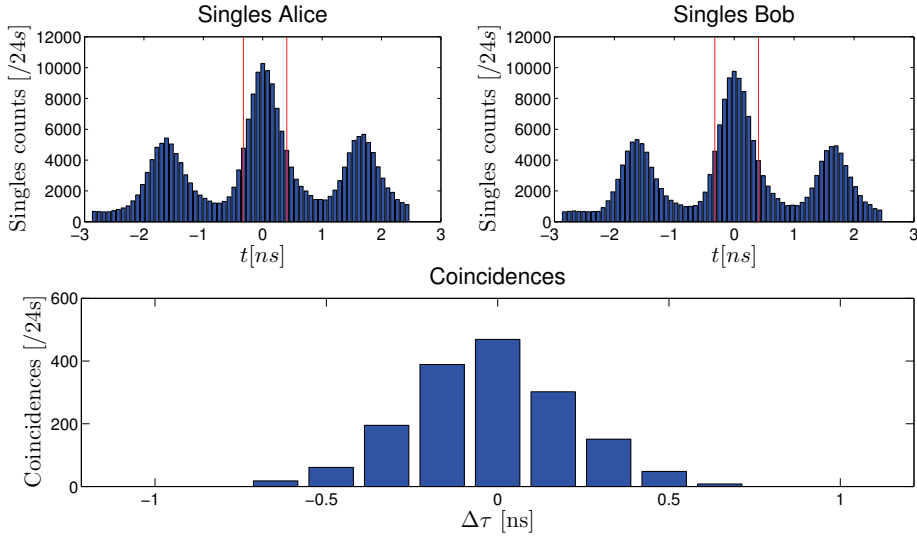 Singles Alice
Singles counts [/24s]
12000
10000
8000
6000
4000
2000
0
−3 −2 −1 0 1 2 3
t[ns]
Singles Bob
Singles counts [/24s]
12000
10000
8000
6000
4000
2000
0
−3 −2 −1 0 1 2 3
t[ns]
Coincidences
Coincidences [/24s]
600
400
200
0
−1 −0.5 0 0.5 1
Δτ [ns]